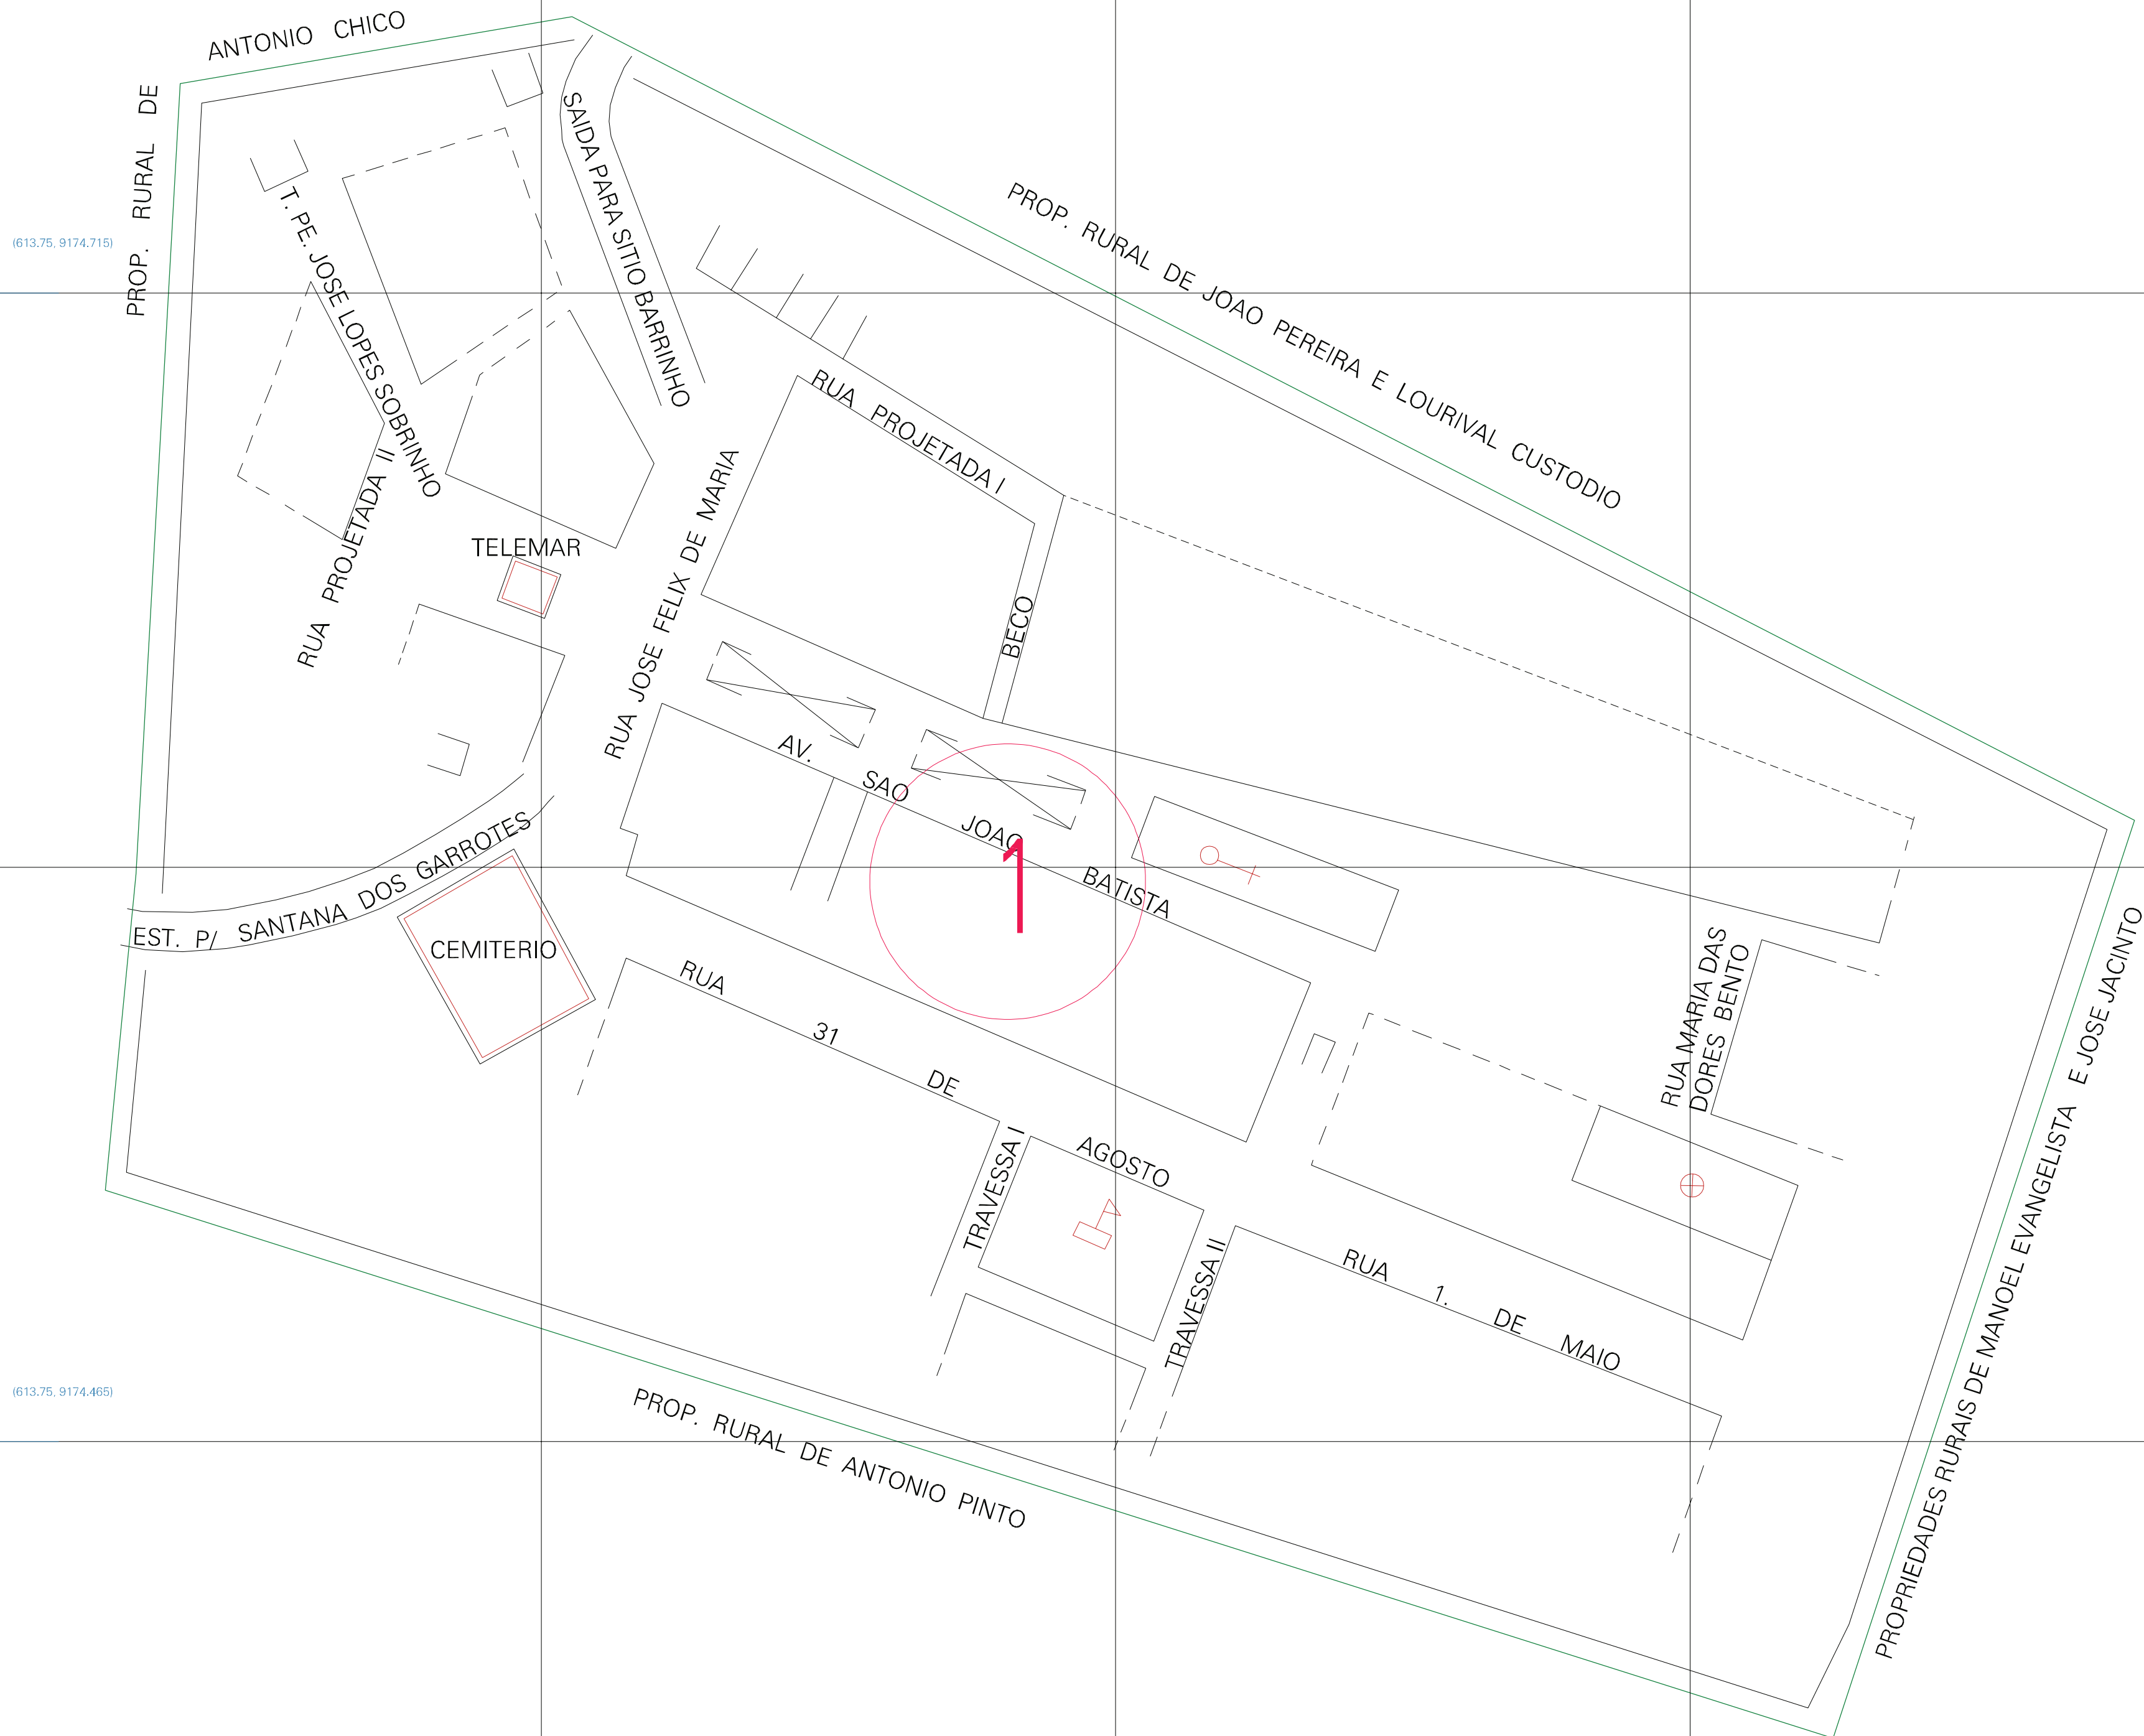 ANTONIO CHICO
PROP. RURAL DE
SAIDA PARA SITIO BARRINHO
T. PE. JOSE LOPES SOBRINHO
PROP. RURAL DE JOAO PEREIRA E LOURIVAL CUSTODIO
(613.75, 9174.715)
RUA PROJETADA I
RUA PROJETADA II
RUA JOSE FELIX DE MARIA
TELEMAR
BECO
AV. SAO JOAO BATISTA
1
EST. P/ SANTANA DOS GARROTES
CEMITERIO
RUA MARIA DAS
DORES BENTO
RUA 31 DE AGOSTO
TRAVESSA I
TRAVESSA II
RUA 1. DE MAIO
PROPRIEDADES RURAIS DE MANOEL EVANGELISTA E JOSE JACINTO
(613.75, 9174.465)
PROP. RURAL DE ANTONIO PINTO